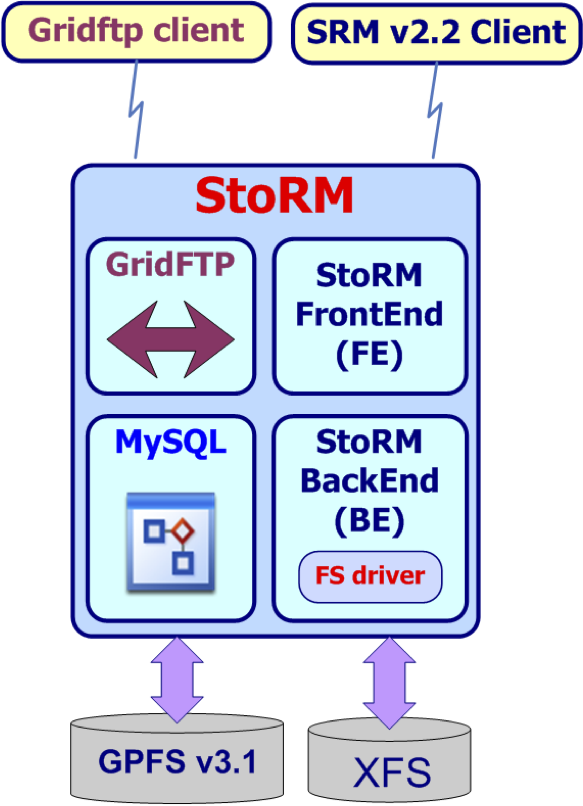 Gridftp client
SRM v2.2 Client
StoRM
GridFTP
StoRM
FrontEnd
(FE)
MySQL
StoRM
BackEnd
(BE)
FS driver
GPFS v3.1
XFS